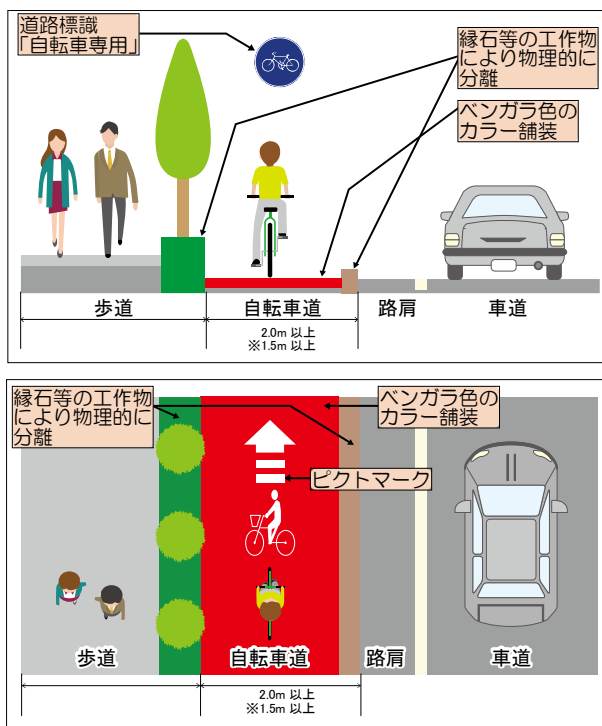 道路標識
「自転車専用」
縁石等の工作物
により物理的に
分離
ベンガラ色の
カラー舗装
歩道
自転車道
路肩
車道
2.0m 以上
※1.5m 以上
縁石等の工作物
により物理的に
分離
ベンガラ色の
カラー舗装
ピクトマーク
歩道
自転車道
路肩
車道
2.0m 以上
※1.5m 以上